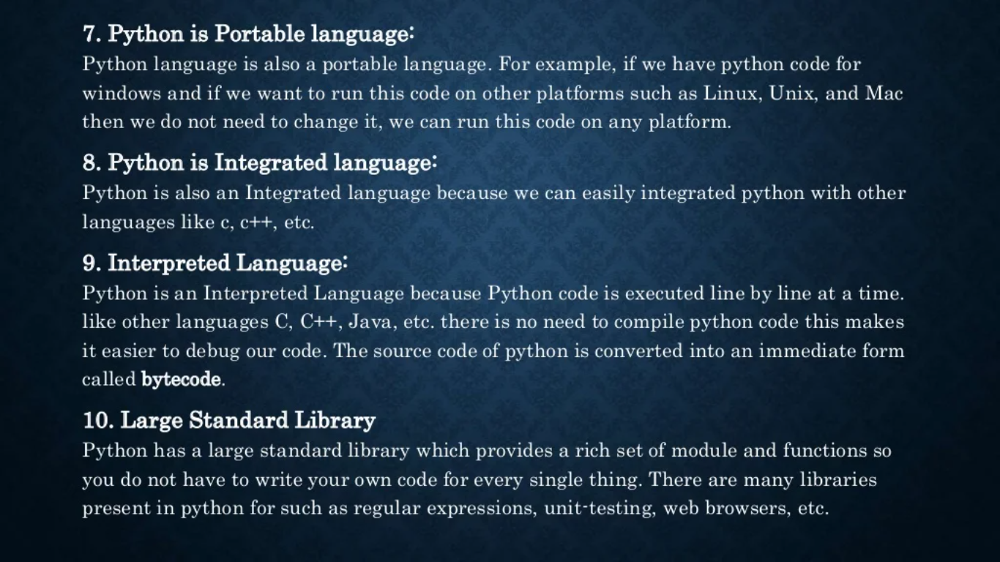 7. Python is Portable language:
Python language is also a portable language. For example, if we have python code for
windows and if we want to run this code on other platforms such as Linux, Unix, and Mac
then we do not need to change it, we can run this code on any platform.
8. Python is Integrated language:
Python is also an Integrated language because we can easily integrated python with other
languages like c, c++, etc.
9. Interpreted Language:
Python is an Interpreted Language because Python code is executed line by line at a time.
like other languages C, C++, Java, etc. there is no need to compile python code this makes
it easier to debug our code. The source code of python is converted into an immediate form
called bytecode.
10. Large Standard Library
Python has a large standard library which provides a rich set of module and functions so
you do not have to write your own code for every single thing. There are many libraries
present in python for such as regular expressions, unit-testing, web browsers, etc.